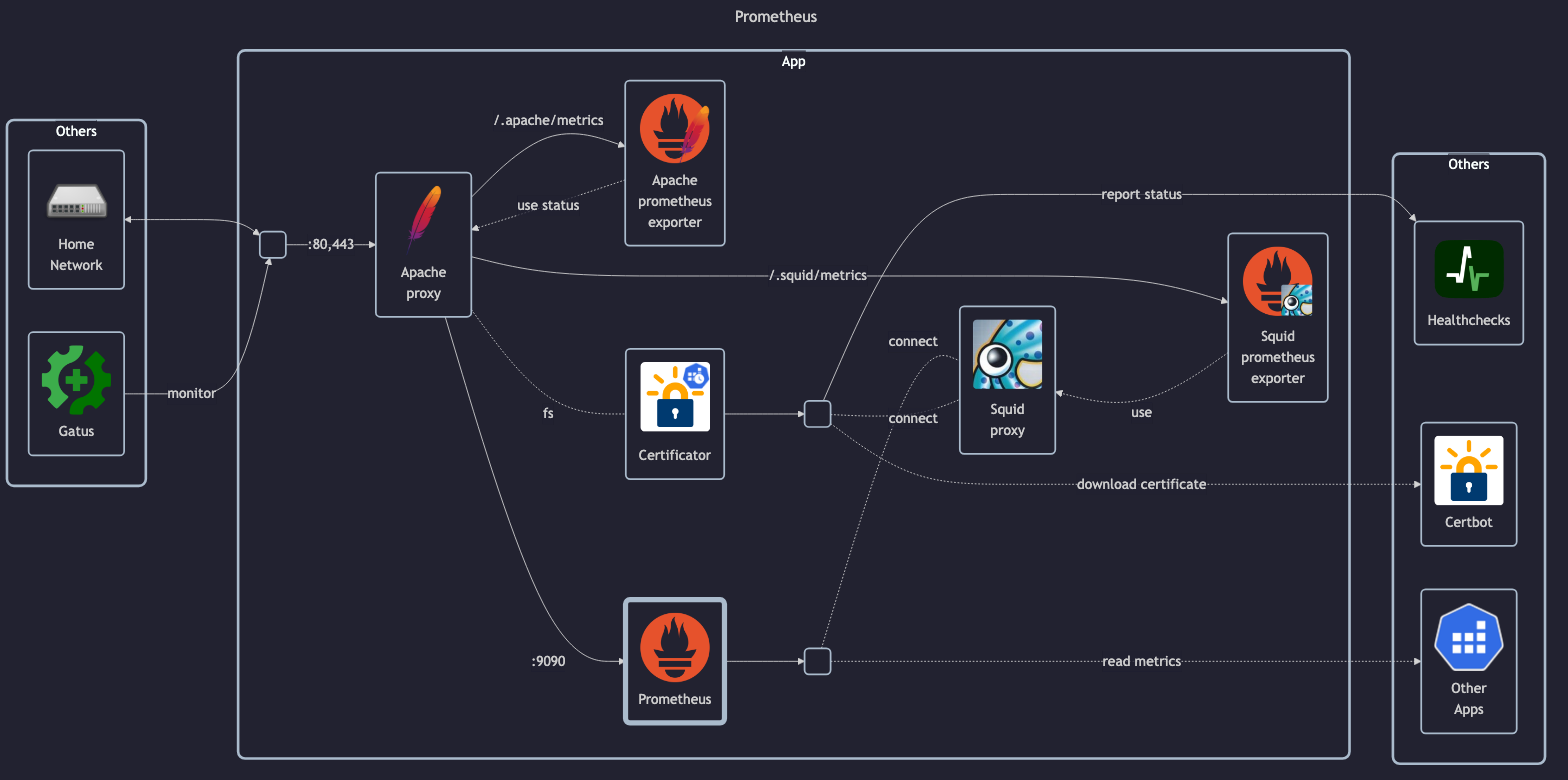 Prometheus
App
Others
Home
Network
Gatus
monitor
:80,443
Apache
proxy
/.apache/metrics
use status
Apache
prometheus
exporter
/.squid/metrics
fs
Certificator
:9090
Prometheus
connect
connect
Squid
proxy
use
Squid
prometheus
exporter
report status
download certificate
read metrics
Others
Healthchecks
Certbot
Other
Apps